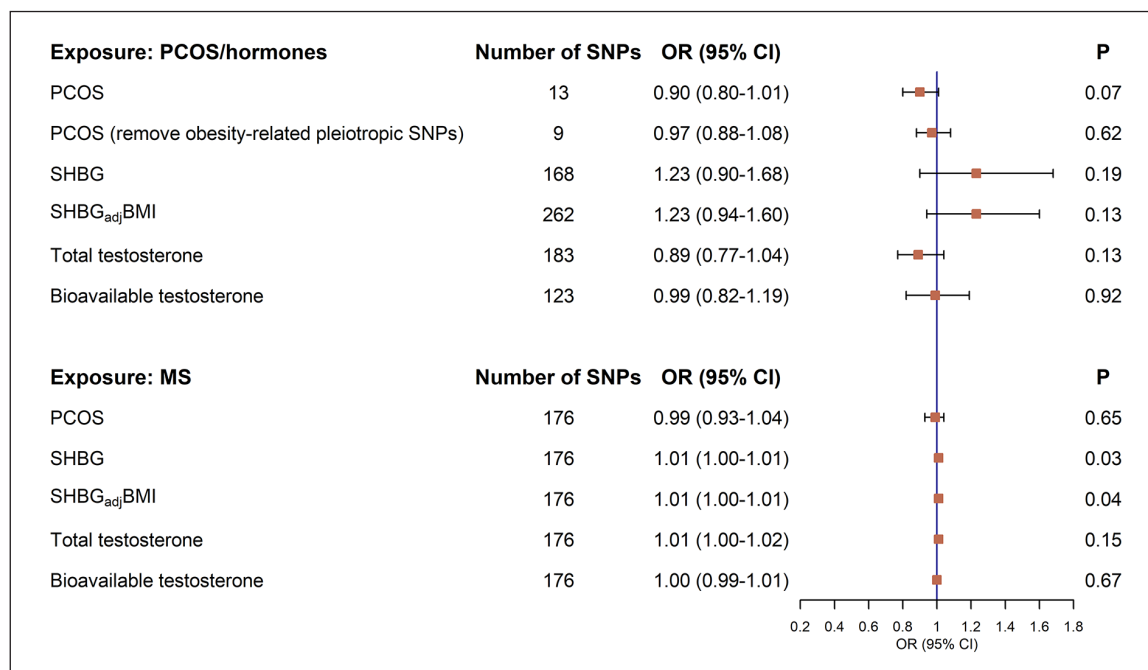 Exposure: PCOS/hormones Number of SNPs OR (95% CI) P
PCOS 13 0.90 (0.80-1.01) 0.07
PCOS (remove obesity-related pleiotropic SNPs) 9 0.97 (0.88-1.08) 0.62
SHBG 168 1.23 (0.90-1.68) 0.19
SHBGadjBMI 262 1.23 (0.94-1.60) 0.13
Total testosterone 183 0.89 (0.77-1.04) 0.13
Bioavailable testosterone 123 0.99 (0.82-1.19) 0.92
Exposure: MS Number of SNPs OR (95% CI) P
PCOS 176 0.99 (0.93-1.04) 0.65
SHBG 176 1.01 (1.00-1.01) 0.03
SHBGadjBMI 176 1.01 (1.00-1.01) 0.04
Total testosterone 176 1.01 (1.00-1.02) 0.15
Bioavailable testosterone 176 1.00 (0.99-1.01) 0.67
0.2 0.4 0.6 0.8 1 1.2 1.4 1.6 1.8
OR (95% CI)